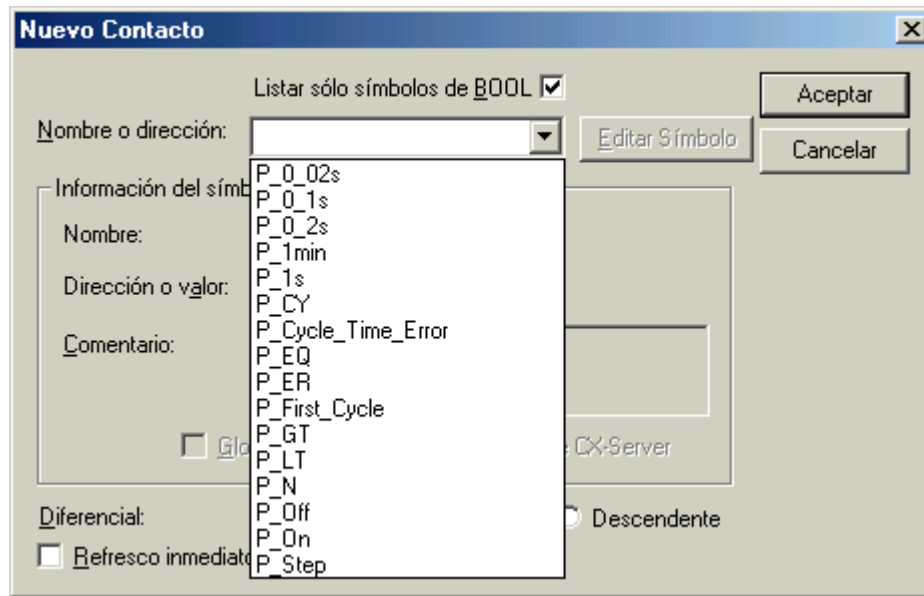 Nuevo Contacto
Listar sólo símbolos de BOOL
Aceptar
Nombre o dirección:
Editar Símbolo
Cancelar
P_0_02s
Información del símb
P_0_1s
P_0_2s
Nombre:
P_1min
P_1s
Dirección o valor:
P_CY
P_Cycle_Time_Error
Comentario:
P_EQ
P_ER
P_First_Cycle
P_GT
Glo
CX-Server
P_LT
P_N
P_Off
Diferencial:
Descendente
P_On
Refresco inmediato
P_Step